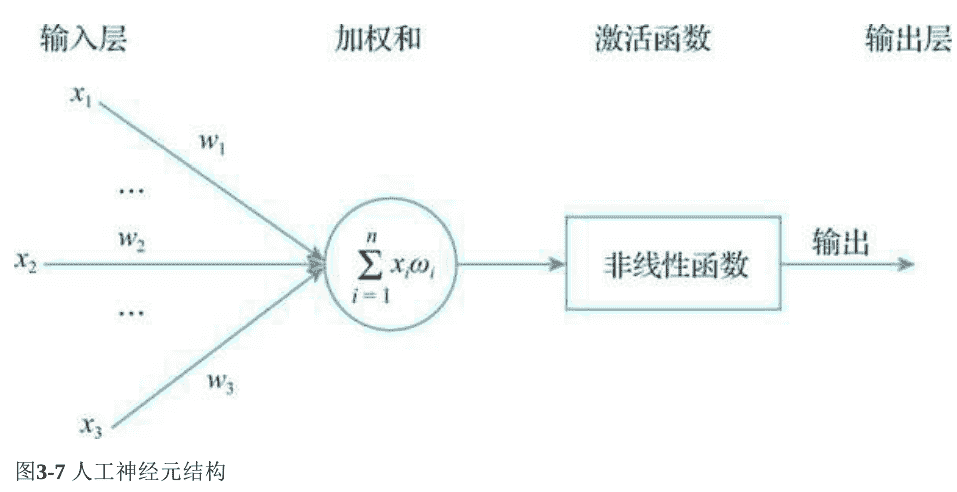 输入层 加权和 激活函数 输出层
x₁
w₁
...
w₂
x₂
n
∑ xᵢωᵢ
i = 1
非线性函数
输出
...
w₃
x₃
图3-7 人工神经元结构